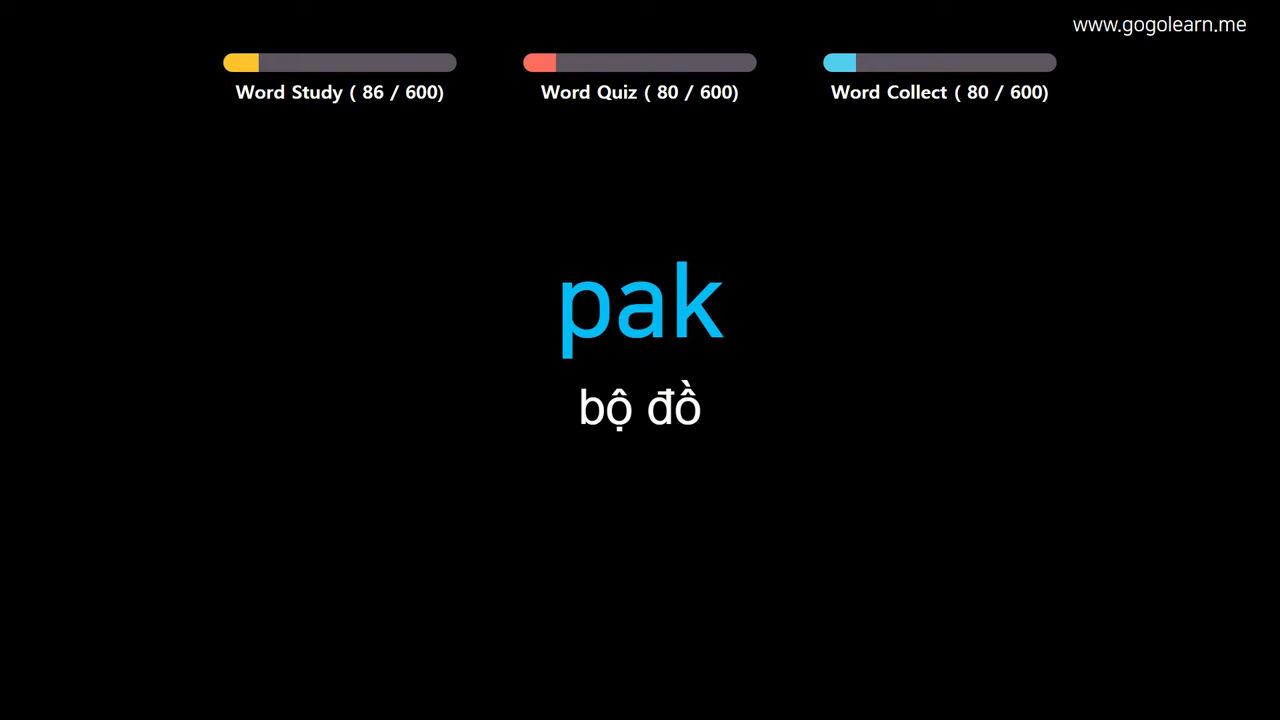 www.gogolearn.me
Word Study ( 86 / 600)
Word Quiz ( 80 / 600)
Word Collect ( 80 / 600)
pak
bộ đồ